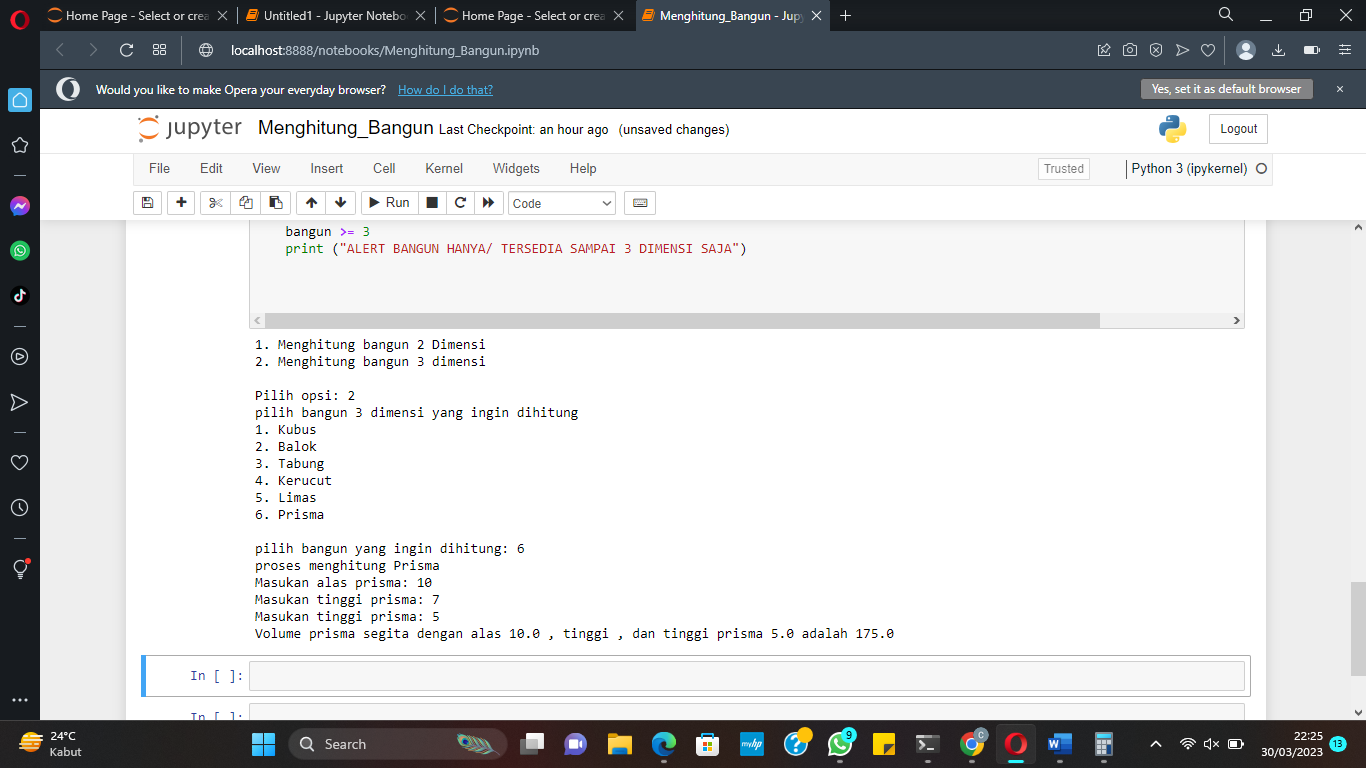 Home Page - Select or crea
Untitled1 - Jupyter Notebo
Home Page - Select or crea
Menghitung_Bangun - Jup
localhost:8888/notebooks/Menghitung_Bangun.ipynb
Would you like to make Opera your everyday browser? How do I do that?
Yes, set it as default browser
jupyter Menghitung_Bangun Last Checkpoint: an hour ago (unsaved changes)
Logout
File Edit View Insert Cell Kernel Widgets Help
Trusted
Python 3 (ipykernel)
Run
Code
bangun >= 3
print ("ALERT BANGUN HANYA/ TERSEDIA SAMPAI 3 DIMENSI SAJA")
1. Menghitung bangun 2 Dimensi
2. Menghitung bangun 3 dimensi
Pilih opsi: 2
pilih bangun 3 dimensi yang ingin dihitung
1. Kubus
2. Balok
3. Tabung
4. Kerucut
5. Limas
6. Prisma
pilih bangun yang ingin dihitung: 6
proses menghitung Prisma
Masukan alas prisma: 10
Masukan tinggi prisma: 7
Masukan tinggi prisma: 5
Volume prisma segita dengan alas 10.0 , tinggi , dan tinggi prisma 5.0 adalah 175.0
In [ ]:
In [ ]:
24°C
Kabut
Search
myhp
9
C
22:25
30/03/2023
13